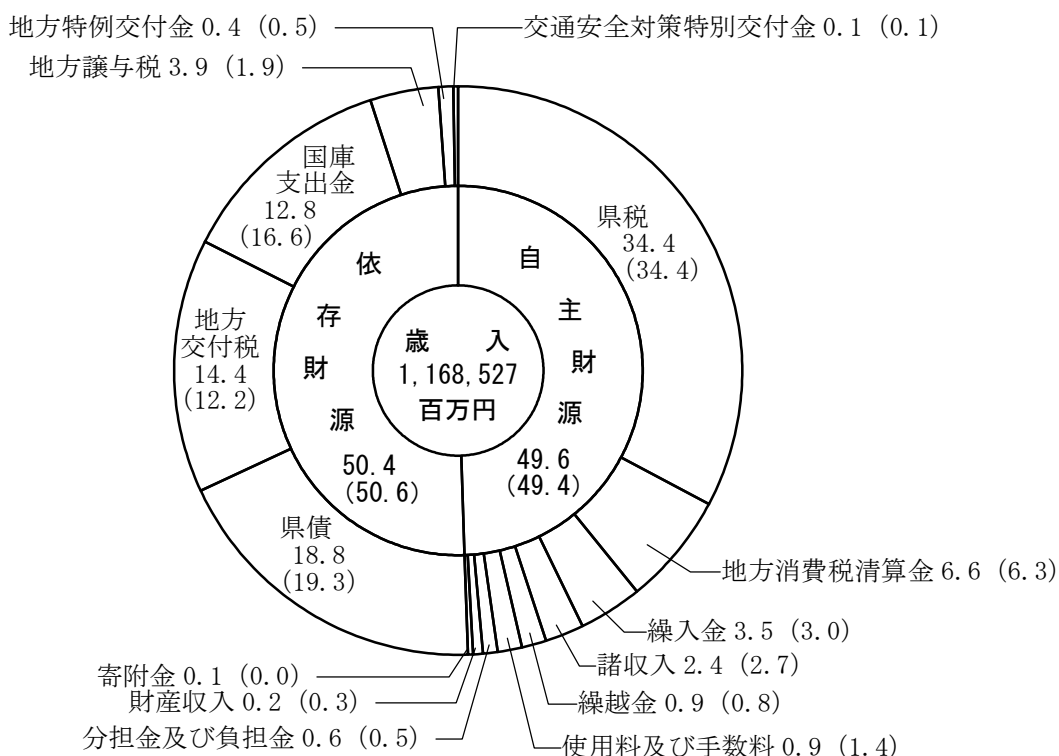 地方特例交付金 0.4 (0.5)
交通安全対策特別交付金 0.1 (0.1)
地方譲与税 3.9 (1.9)
国庫
支出金
12.8
(16.6)
県税
34.4
(34.4)
依存財源
50.4
(50.6)
自主財源
49.6
(49.4)
歳入
1,168,527
百万円
地方
交付税
14.4
(12.2)
県債
18.8
(19.3)
地方消費税清算金 6.6 (6.3)
繰入金 3.5 (3.0)
諸収入 2.4 (2.7)
繰越金 0.9 (0.8)
使用料及び手数料 0.9 (1.4)
寄附金 0.1 (0.0)
財産収入 0.2 (0.3)
分担金及び負担金 0.6 (0.5)